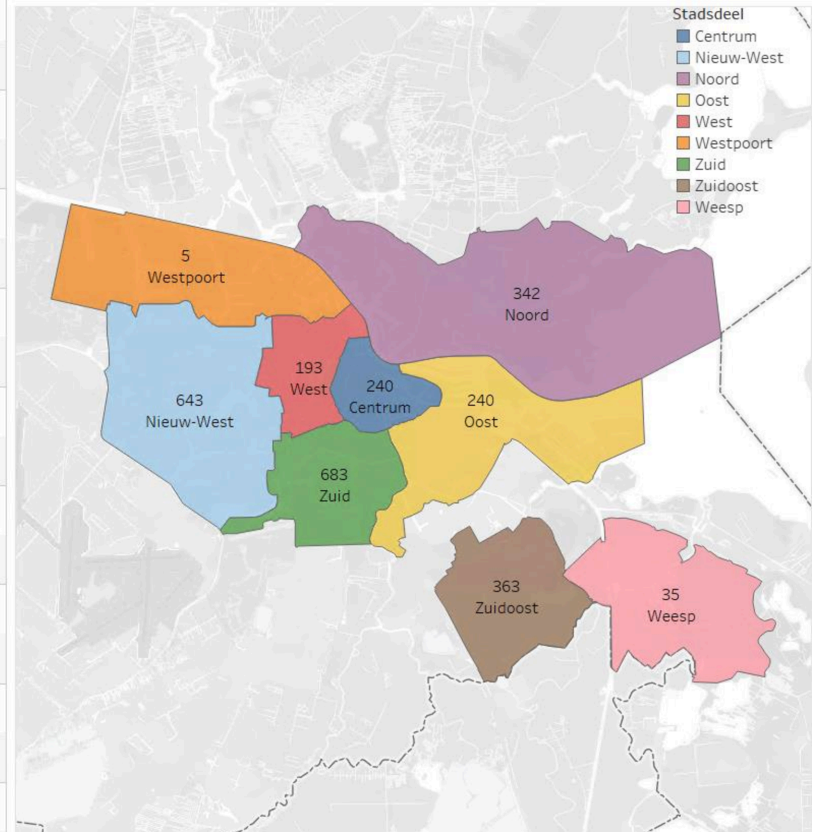 Stadsdeel
Centrum
Nieuw-West
Noord
Oost
West
Westpoort
Zuid
Zuidoost
Weesp
5
Westpoort
342
Noord
193
West
240
Centrum
240
Oost
643
Nieuw-West
683
Zuid
363
Zuidoost
35
Weesp